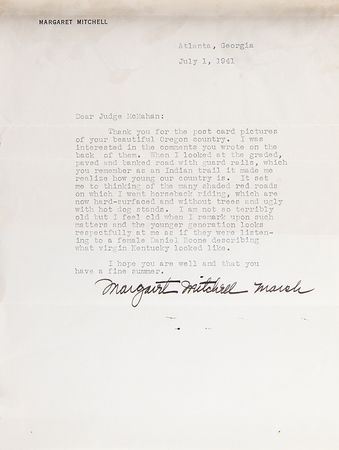 MARGARET MITCHELL
Atlanta, Georgia
July 1, 1941
Dear Judge McMahan:
Thank you for the post card pictures
of your beautiful Oregon country. I was
interested in the comments you wrote on the
back of them. When I looked at the graded,
paved and banked road with guard rails, which
you remember as an Indian trail it made me
realize how young our country is. It set
me to thinking of the many shaded red roads
on which I went horseback riding, which are
now hard-surfaced and without trees and ugly
with hot dog stands. I am not so terribly
old but I feel old when I remark upon such
matters and the younger generation looks
respectfully at me as if they were listen-
ing to a female Daniel Boone describing
what virgin Kentucky looked like.
I hope you are well and that you
have a fine summer.
Margaret Mitchell Marsh